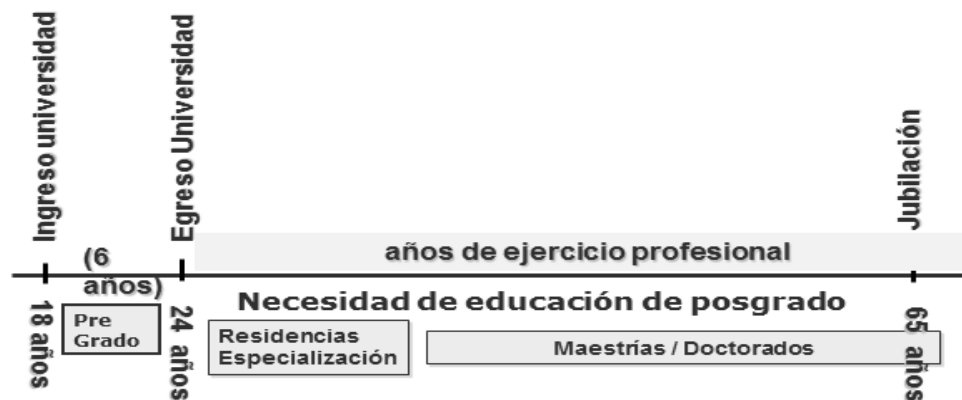 Ingreso universidad
Egreso Universidad
Jubilación
(6
años)
años de ejercicio profesional
18 años
Pre
Grado
24 años
Necesidad de educación de posgrado
Residencias
Especialización
Maestrías / Doctorados
65 años